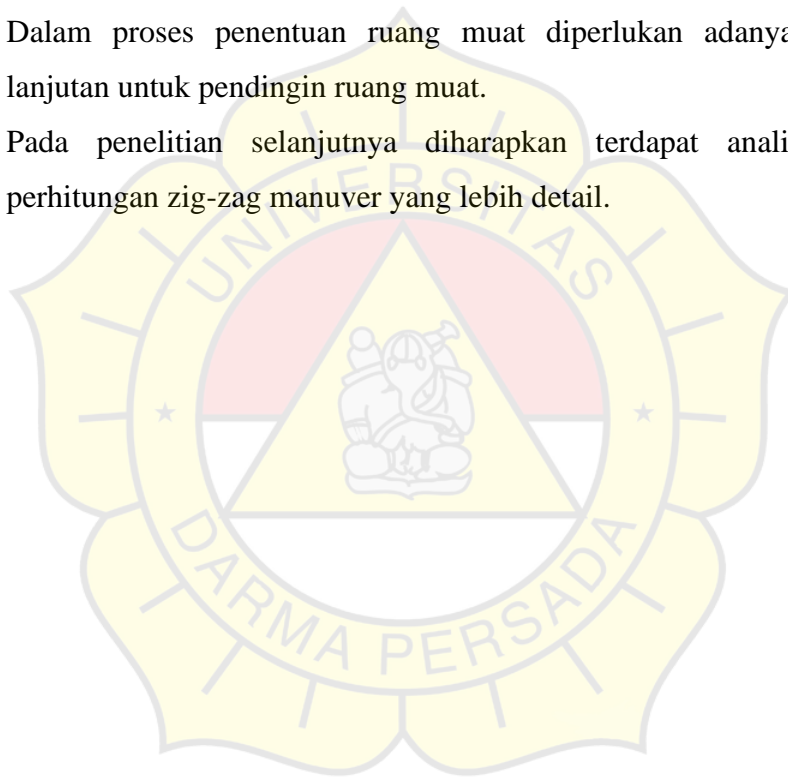 Dalam proses penentuan ruang muat diperlukan adanya
lanjutan untuk pendingin ruang muat.
Pada penelitian selanjutnya diharapkan terdapat anali
perhitungan zig-zag manuver yang lebih detail.
UNIVERSITAS
DARMA PERSADA